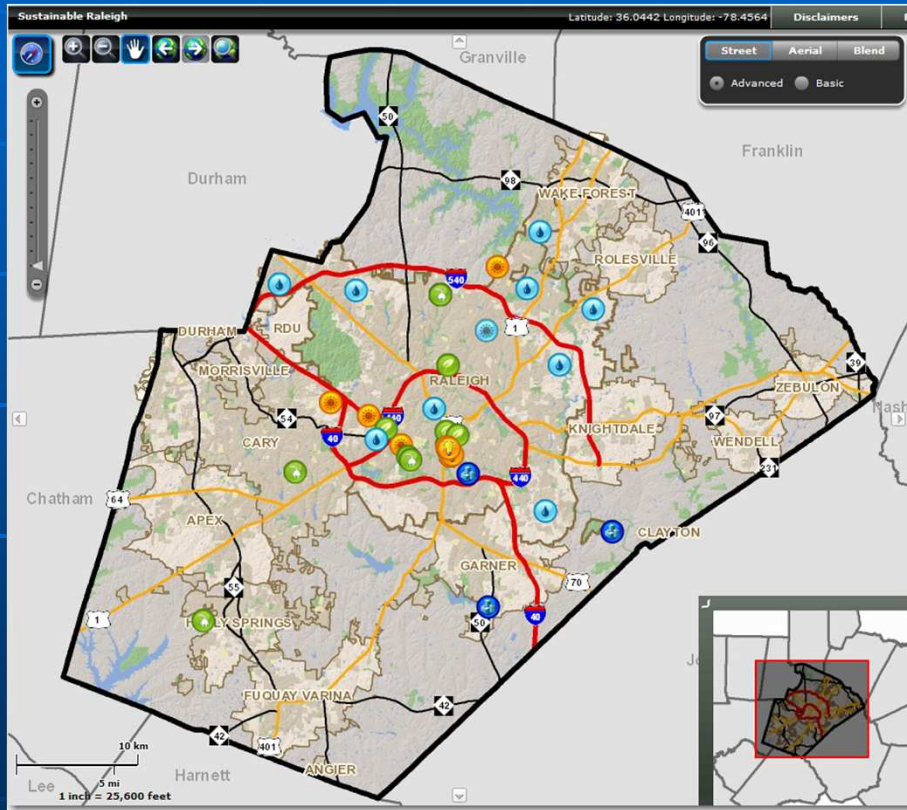 Sustainable Raleigh
Latitude: 36.0442 Longitude: -78.4564
Disclaimers
Street Aerial Blend
Advanced Basic
Granville
Franklin
Durham
50
98
WAKE FOREST
401
96
ROLESVILLE
540
1
DURHAM
RDU
MORRISVILLE
RALEIGH
39
ZEBULON
54
40
440
97
KNIGHTDALE
WENDELL
CARY
231
440
Chatham
64
APEX
CLAYTON
GARNER
70
55
1
HOLLY SPRINGS
50
40
FUQUAY VARINA
42
42
401
10 km
5 mi
1 inch = 25,600 feet
Lee
Harnett
ANGIER